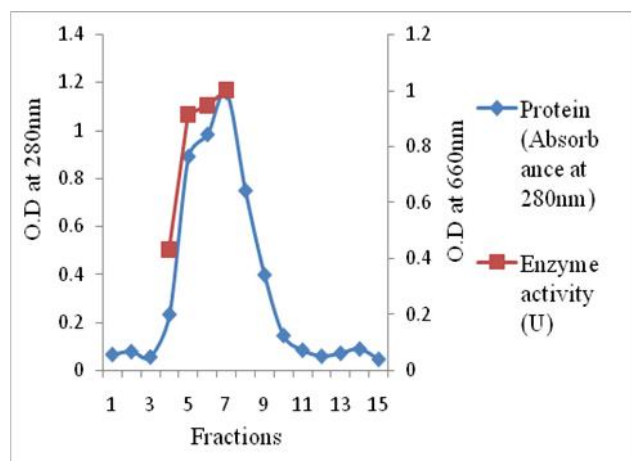 1.4
1.2
1
0.8
0.6
0.4
0.2
0
O.D at 280nm
1.2
1
0.8
0.6
0.4
0.2
0
O.D at 660nm
1 3 5 7 9 11 13 15
Fractions
Protein
(Absorb
ance at
280nm)
Enzyme
activity
(U)